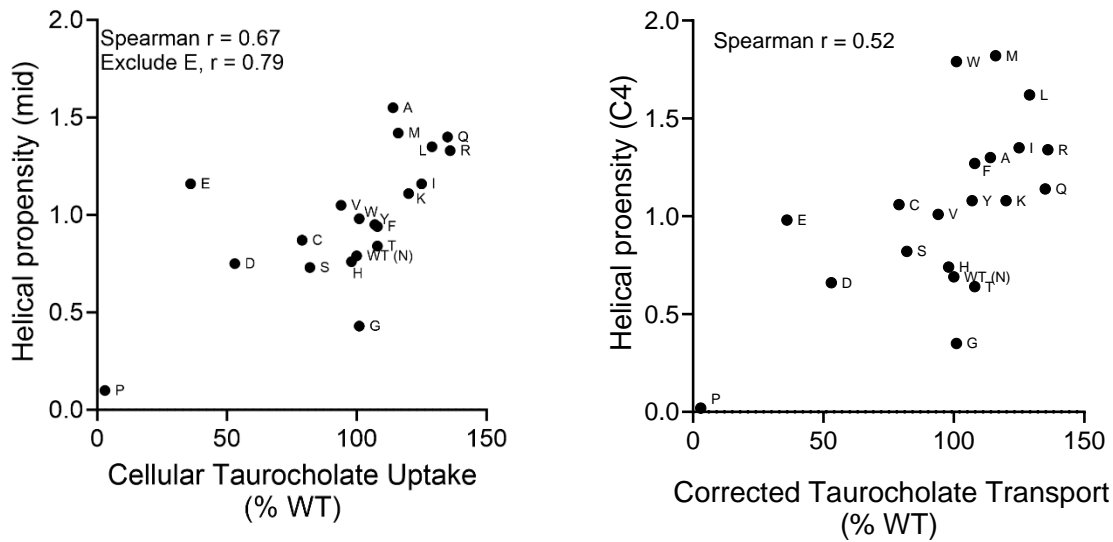 Spearman r = 0.67
Exclude E, r = 0.79
Helical propensity (mid)
2.0
1.5
1.0
0.5
0.0
A
M
L
Q
R
E
I
K
V
W
Y
F
C
T
WT (N)
D
S
H
G
P
0
50
100
150
Cellular Taurocholate Uptake
(% WT)
Spearman r = 0.52
Helical proensity (C4)
2.0
1.5
1.0
0.5
0.0
W
M
L
I
R
A
F
Q
C
Y
K
V
E
S
H
WT (N)
D
T
G
P
0
50
100
150
Corrected Taurocholate Transport
(% WT)